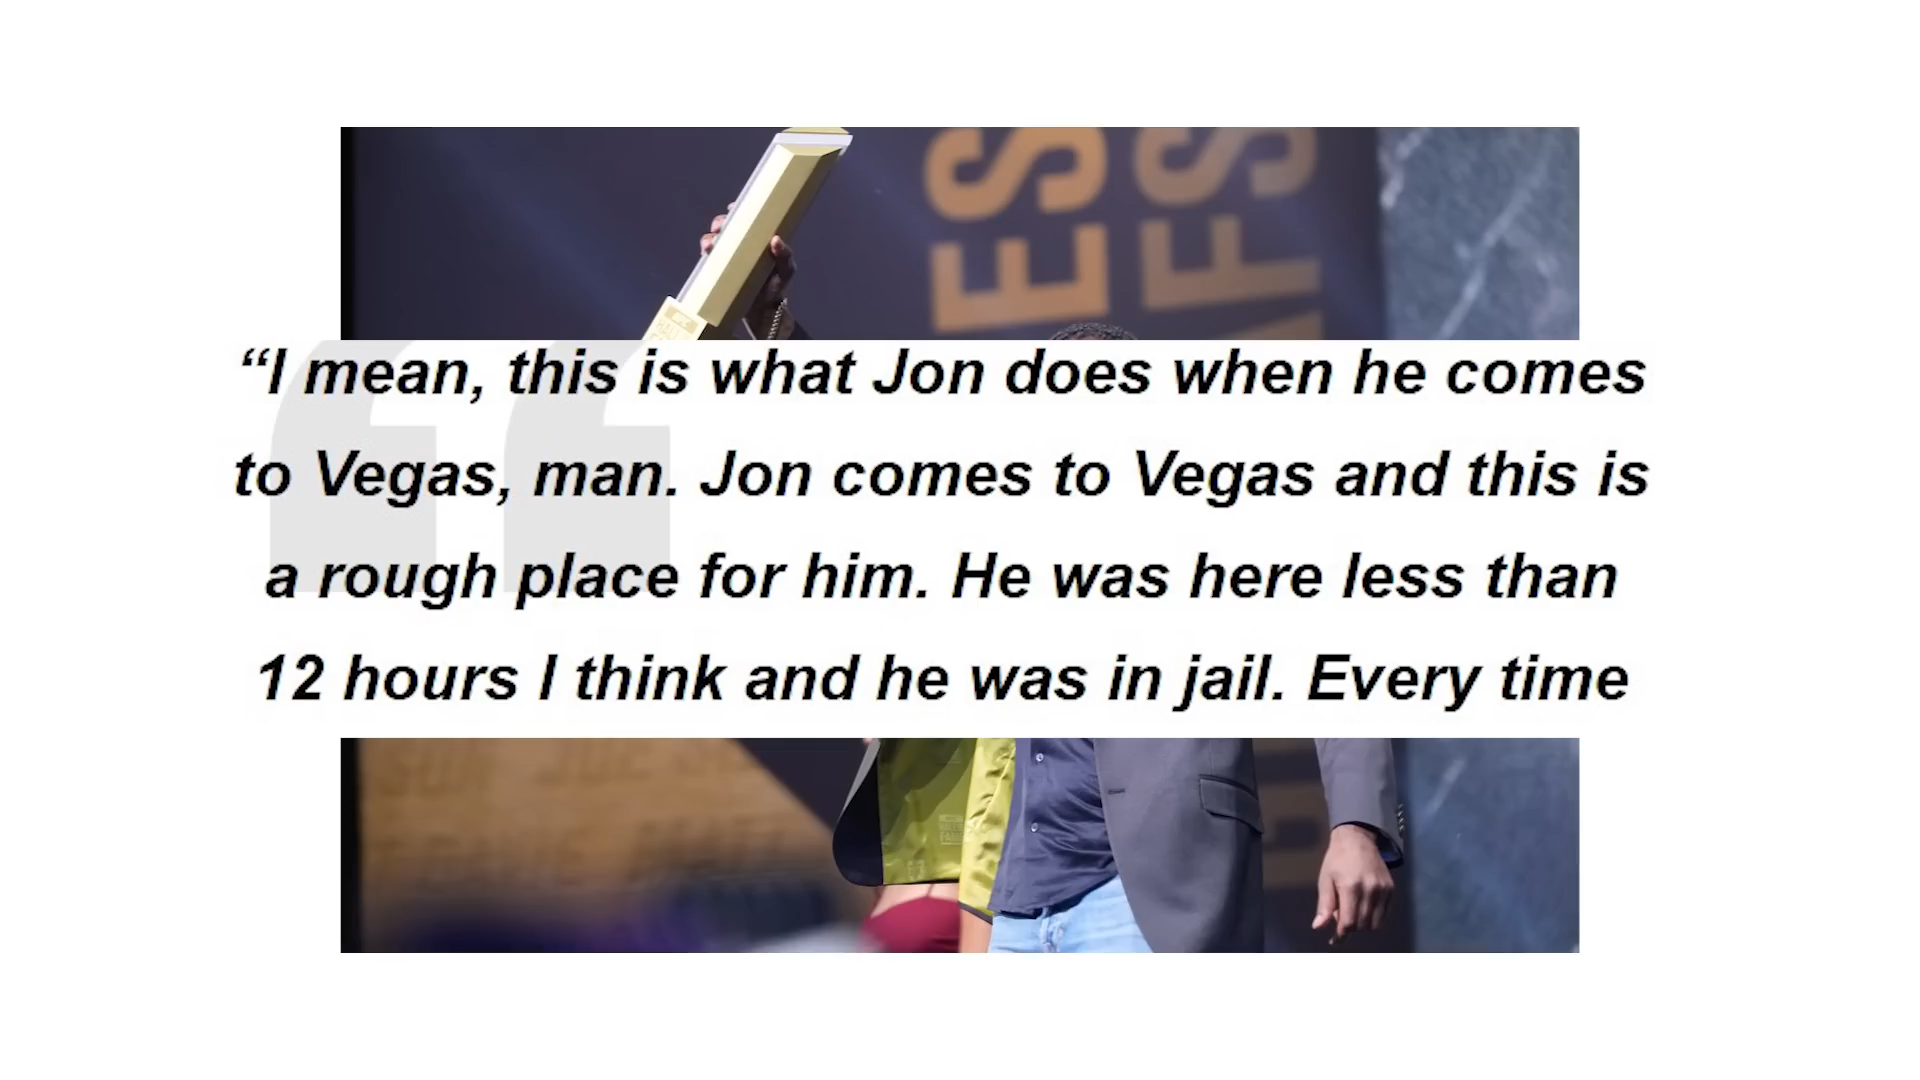 ES
FS
“I mean, this is what Jon does when he comes
to Vegas, man. Jon comes to Vegas and this is
a rough place for him. He was here less than
12 hours I think and he was in jail. Every time